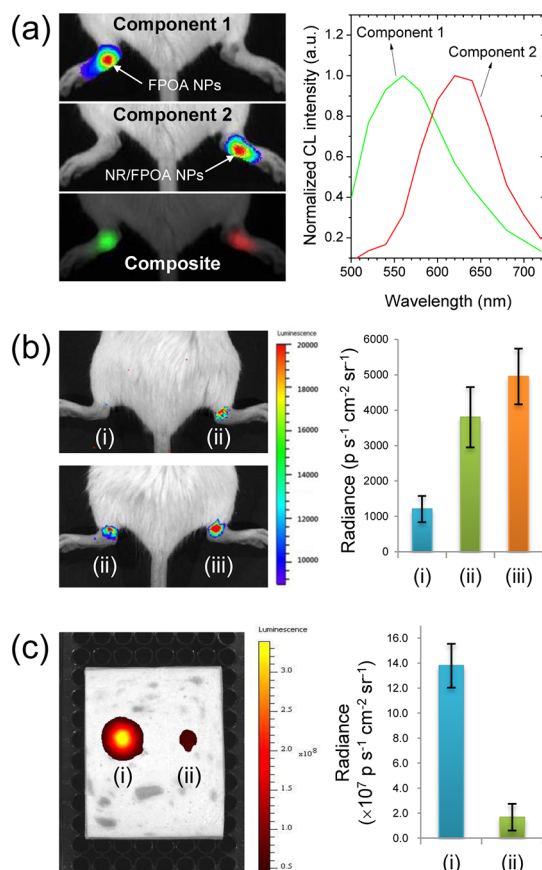 (a)
Component 1
FPOA NPs
Component 2
NR/FPOA NPs
Composite
Normalized CL intensity (a.u.)
Component 1
Component 2
1.0
0.8
0.6
0.4
0.2
500 550 600 650 700
Wavelength (nm)
(b)
(i) (ii)
(ii) (iii)
Luminescence
20000
18000
16000
14000
12000
10000
Radiance (p s⁻¹ cm⁻² sr⁻¹)
6000
5000
4000
3000
2000
1000
0
(i) (ii) (iii)
(c)
(i) (ii)
Luminescence
3.0
2.5
2.0
×10⁸
1.5
1.0
0.5
Radiance
(×10⁷ p s⁻¹ cm⁻² sr⁻¹)
16.0
14.0
12.0
10.0
8.0
6.0
4.0
2.0
0.0
(i) (ii)